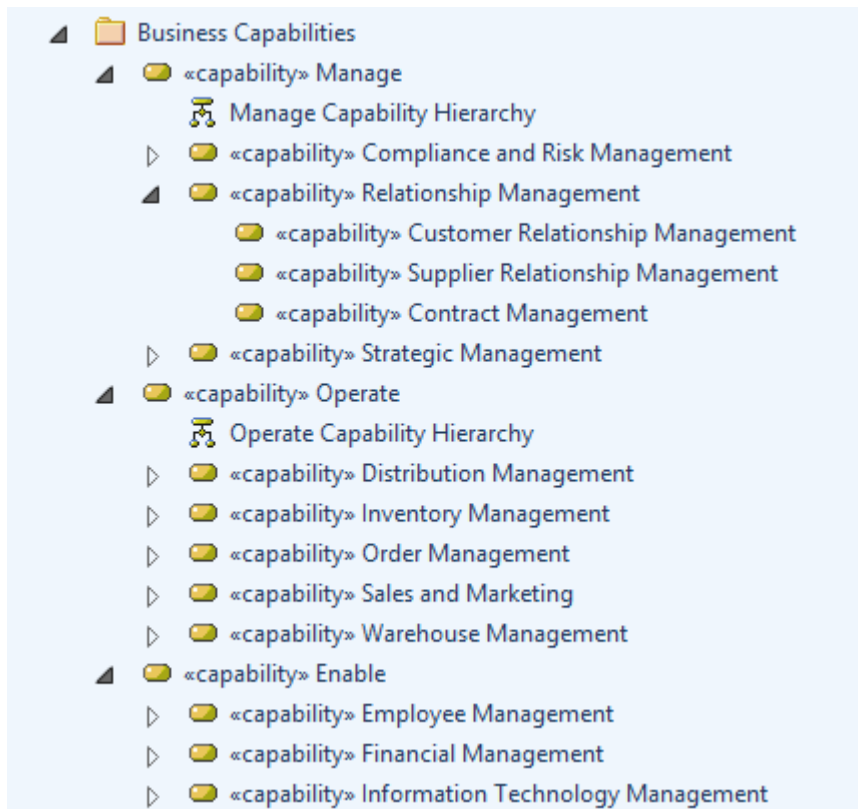 Business Capabilities
«capability» Manage
Manage Capability Hierarchy
«capability» Compliance and Risk Management
«capability» Relationship Management
«capability» Customer Relationship Management
«capability» Supplier Relationship Management
«capability» Contract Management
«capability» Strategic Management
«capability» Operate
Operate Capability Hierarchy
«capability» Distribution Management
«capability» Inventory Management
«capability» Order Management
«capability» Sales and Marketing
«capability» Warehouse Management
«capability» Enable
«capability» Employee Management
«capability» Financial Management
«capability» Information Technology Management